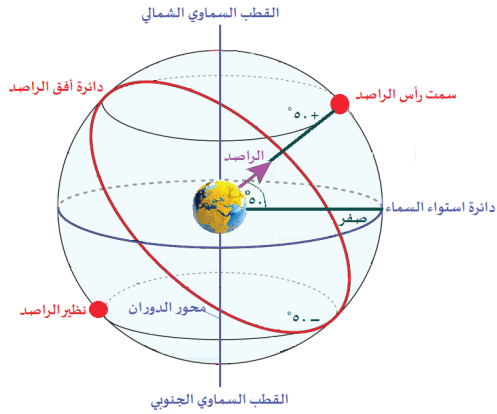 القطب السماوي الشمالي
دائرة أفق الراصد
سمت رأس الراصد
+٥٠°
الراصد
٥٠°
دائرة استواء السماء
صفر
نظير الراصد
محور الدوران
–٥٠°
القطب السماوي الجنوبي